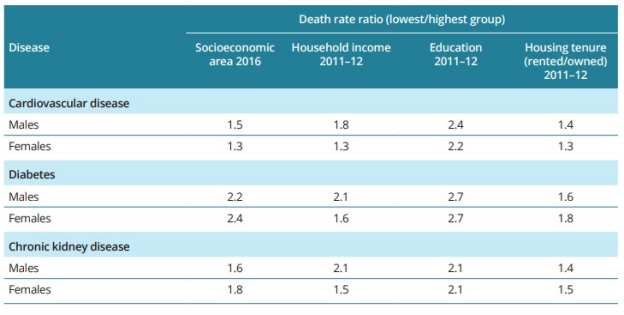 Death rate ratio (lowest/highest group)
Disease Socioeconomic area 2016 Household income 2011–12 Education 2011–12 Housing tenure (rented/owned) 2011–12
Cardiovascular disease
Males 1.5 1.8 2.4 1.4
Females 1.3 1.3 2.2 1.3
Diabetes
Males 2.2 2.1 2.7 1.6
Females 2.4 1.6 2.7 1.8
Chronic kidney disease
Males 1.6 2.1 2.1 1.4
Females 1.8 1.5 2.1 1.5